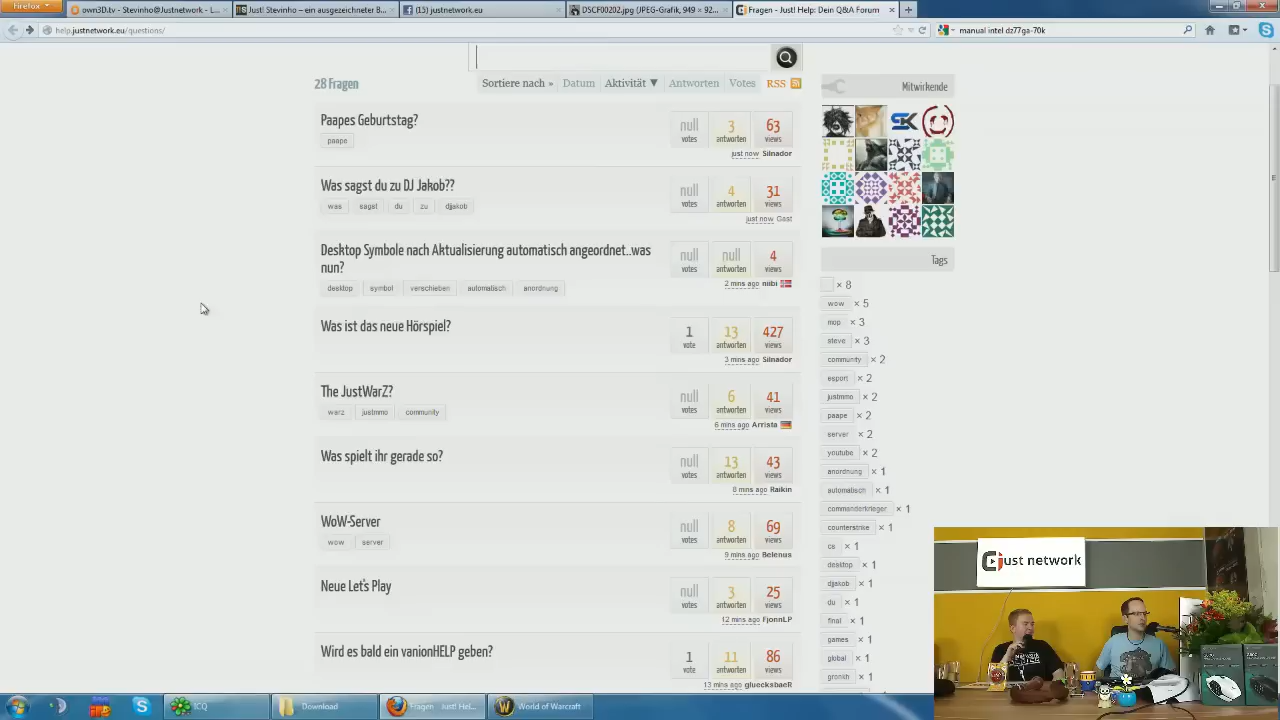 Firefox
own3D.tv - Stevinho@Justnetwork - L...
Just! Stevinho – ein ausgezeichneter B...
(15) justnetwork.eu
DSCF00202.jpg (JPEG-Grafik, 949 × 92...
Fragen - Just! Help: Dein Q&A Forum
help.justnetwork.eu/questions/
manual intel dz77ga-70k
28 Fragen
Sortiere nach » Datum Aktivität ▼ Antworten Votes RSS
Paapes Geburtstag?
paape
null votes
3 antworten
63 views
just now Silnador
Was sagst du zu DJ Jakob??
was sagst du zu djjakob
null votes
4 antworten
31 views
just now Gast
Desktop Symbole nach Aktualisierung automatisch angeordnet..was
nun?
desktop symbol verschieben automatisch anordnung
null votes
null antworten
4 views
2 mins ago niibi
Was ist das neue Hörspiel?
1 vote
13 antworten
427 views
3 mins ago Silnador
The JustWarZ?
warz justmmo community
null votes
6 antworten
41 views
6 mins ago Arrista
Was spielt ihr gerade so?
null votes
13 antworten
43 views
8 mins ago Raikin
WoW-Server
wow server
null votes
8 antworten
69 views
9 mins ago Belenus
Neue Let's Play
null votes
3 antworten
25 views
12 mins ago FjonnLP
Wird es bald ein vanionHELP geben?
1 vote
11 antworten
86 views
13 mins ago gluecksbaeR
Mitwirkende
SK
Tags
× 8
wow × 5
mop × 3
steve × 3
community × 2
esport × 2
justmmo × 2
paape × 2
server × 2
youtube × 2
anordnung × 1
automatisch × 1
commanderkrieger × 1
counterstrike × 1
cs × 1
desktop × 1
djjakob × 1
du × 1
final × 1
games × 1
global × 1
gronkh × 1
just network
ICQ
Download
Fragen - Just! Hel...
World of Warcraft